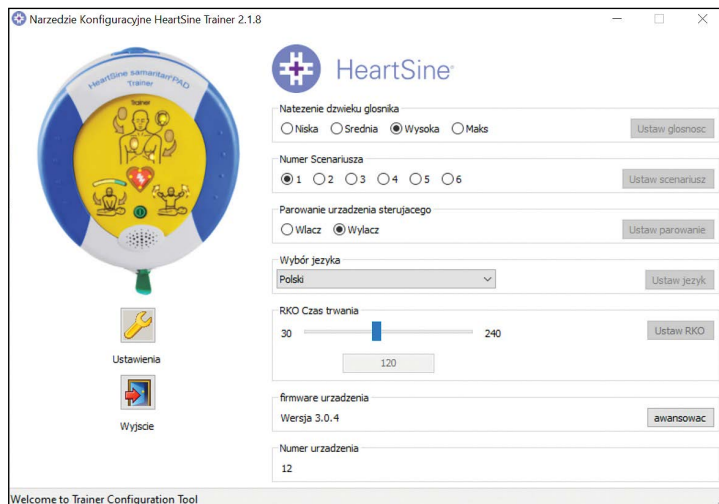 Narzedzie Konfiguracyjne HeartSine Trainer 2.1.8
HeartSine samaritan PAD
Trainer
Trainer
HeartSine
Natezenie dzwieku glosnika
Niska Srednia Wysoka Maks Ustaw glosnosc
Numer Scenariusza
1 2 3 4 5 6 Ustaw scenariusz
Parowanie urzadzenia sterujacego
Wlacz Wylacz Ustaw parowanie
Wybór jezyka
Polski Ustaw jezyk
RKO Czas trwania
30 240 Ustaw RKO
120
firmware urzadzenia
Wersja 3.0.4 awansowac
Numer urzadzenia
12
Ustawienia
Wyjscie
Welcome to Trainer Configuration Tool